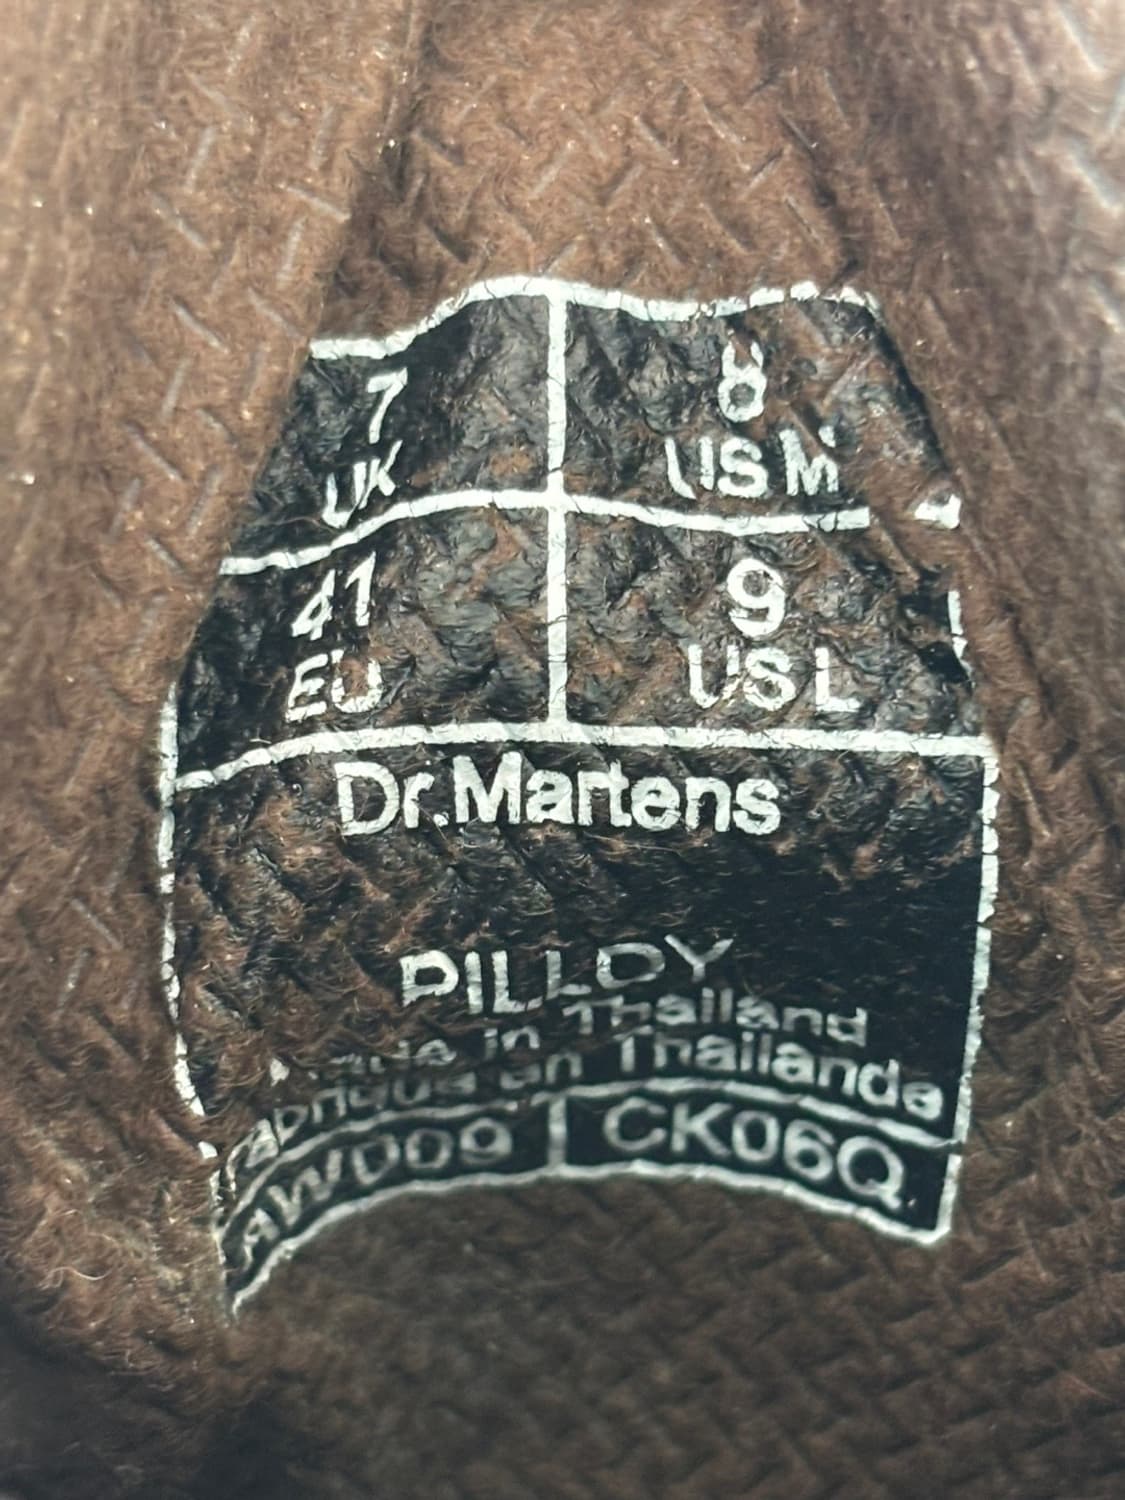 7 8
UK US M
41 9
EU US L
Dr.Martens
PILLOY
Made in Thailand
Fabriqué en Thailande
AW009 CK06Q